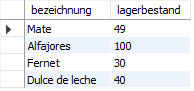 bezeichnung lagerbestand
Mate 49
Alfajores 100
Fernet 30
Dulce de leche 40